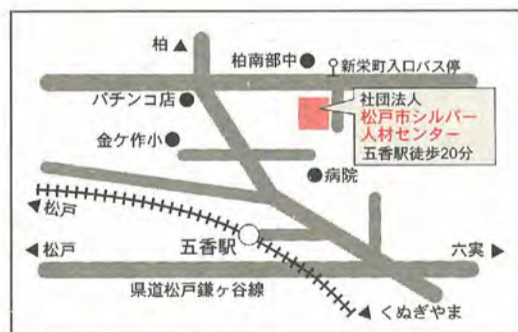 柏▲
柏南部中
新栄町入口バス停
パチンコ店
社団法人
松戸市シルバー
人材センター
五香駅徒歩20分
金ケ作小
病院
◀松戸
五香駅
◀松戸
六実▶
県道松戸鎌ヶ谷線
◀くぬぎやま